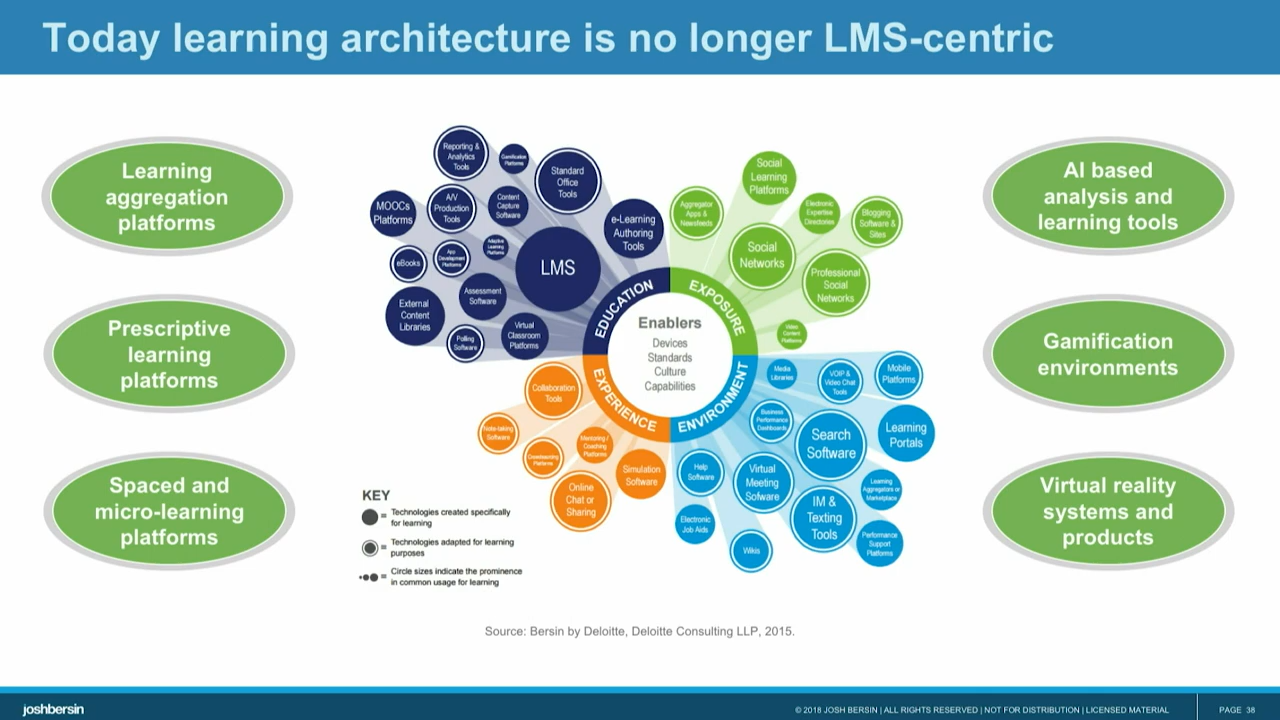 Today learning architecture is no longer LMS-centric
Learning
aggregation
platforms
Prescriptive
learning
platforms
Spaced and
micro-learning
platforms
Reporting &
Analytics
Tools
Gamification
Platforms
Standard
Office
Tools
MOOCs
Platforms
A/V
Production
Tools
Content
Capture
Software
e-Learning
Authoring
Tools
eBooks
App
Development
Platforms
Adaptive
Learning
Platforms
LMS
External
Content
Libraries
Assessment
Software
Polling
Software
Virtual
Classroom
Platforms
EDUCATION
Social
Learning
Platforms
Aggregator
Apps &
Newsfeeds
Electronic
Expertise
Directories
Blogging
Software &
Sites
Social
Networks
Professional
Social
Networks
Video
Content
Platforms
EXPOSURE
Enablers
Devices
Standards
Culture
Capabilities
EXPERIENCE
Collaboration
Tools
Note-taking
Software
Mentoring /
Coaching
Platforms
Platforms
Simulation
Software
Online
Chat or
Sharing
ENVIRONMENT
Media
Libraries
VOIP &
Video Chat
Tools
Mobile
Platforms
Business
Performance
Dashboards
Search
Software
Learning
Portals
Help
Software
Virtual
Meeting
Sofware
Learning
Aggregators or
Marketplace
IM &
Texting
Tools
Electronic
Job Aids
Wikis
Performance
Support
Platforms
KEY
= Technologies created specifically
for learning
= Technologies adapted for learning
purposes
= Circle sizes indicate the prominence
in common usage for learning
AI based
analysis and
learning tools
Gamification
environments
Virtual reality
systems and
products
Source: Bersin by Deloitte, Deloitte Consulting LLP, 2015.
joshbersin
© 2018 JOSH BERSIN | ALL RIGHTS RESERVED | NOT FOR DISTRIBUTION | LICENSED MATERIAL
PAGE 38